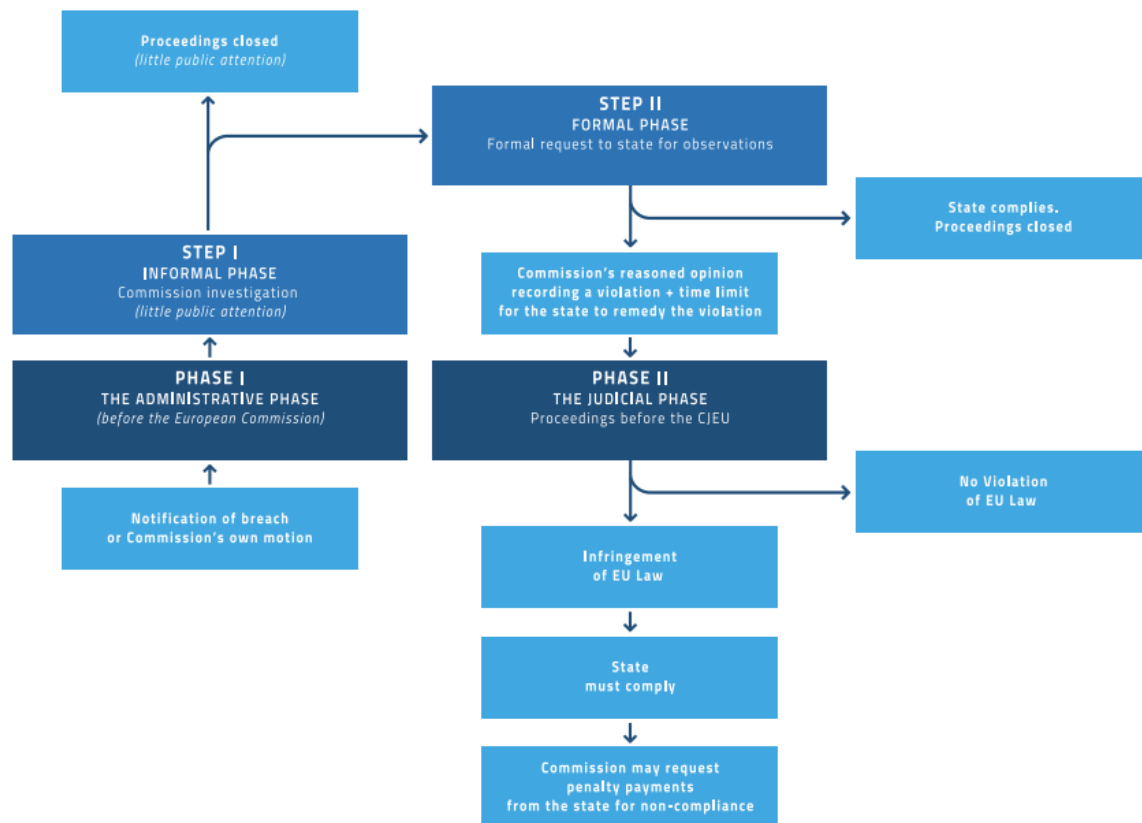 Proceedings closed
(little public attention)
STEP II
FORMAL PHASE
Formal request to state for observations
State complies.
Proceedings closed
STEP I
INFORMAL PHASE
Commission investigation
(little public attention)
Commission's reasoned opinion
recording a violation + time limit
for the state to remedy the violation
PHASE I
THE ADMINISTRATIVE PHASE
(before the European Commission)
PHASE II
THE JUDICIAL PHASE
Proceedings before the CJEU
No Violation
of EU Law
Notification of breach
or Commission's own motion
Infringement
of EU Law
State
must comply
Commission may request
penalty payments
from the state for non-compliance